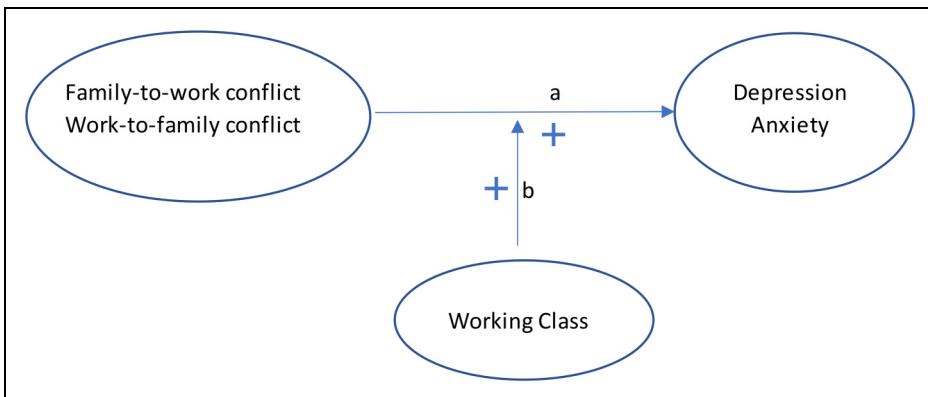 Family-to-work conflict
Work-to-family conflict
a
Depression
Anxiety
+
+
b
Working Class